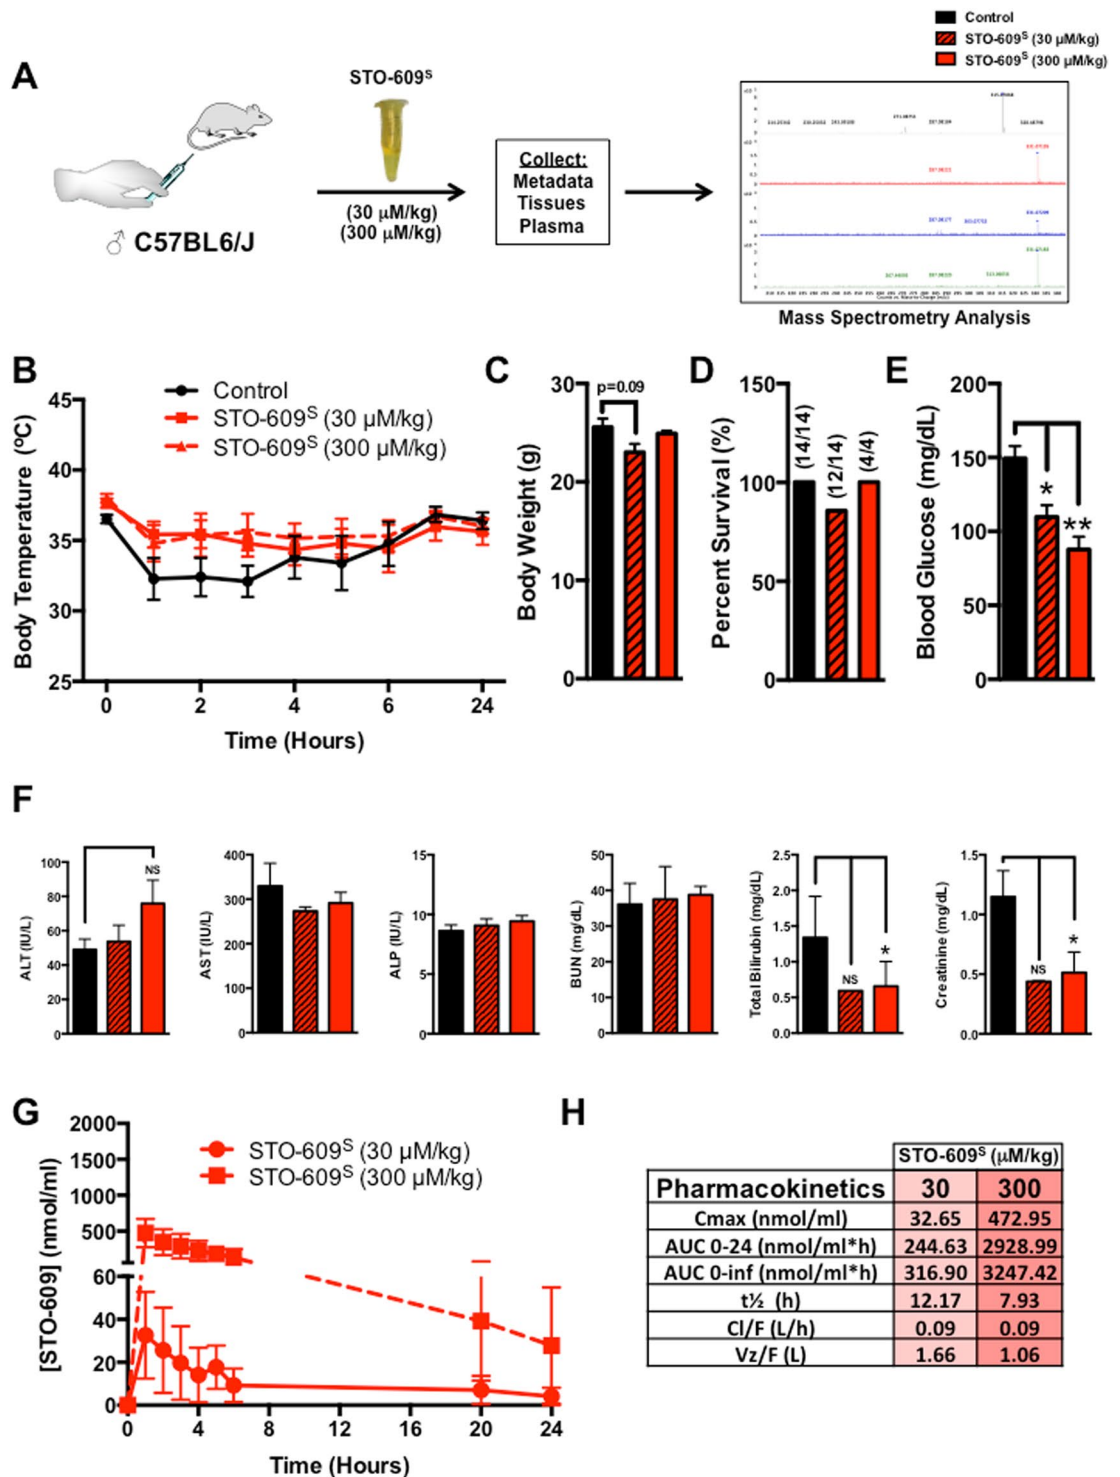 Control
STO-609S (30 μM/kg)
STO-609S (300 μM/kg)
A
STO-609S
(30 μM/kg)
(300 μM/kg)
♂ C57BL6/J
Collect:
Metadata
Tissues
Plasma
Mass Spectrometry Analysis
B
Control
STO-609S (30 μM/kg)
STO-609S (300 μM/kg)
Body Temperature (ºC)
45
40
35
30
25
0 2 4 6 24
Time (Hours)
C
Body Weight (g)
30
20
10
0
p=0.09
D
Percent Survival (%)
150
100
50
0
(14/14)
(12/14)
(4/4)
E
Blood Glucose (mg/dL)
200
150
100
50
0
*
**
F
ALT (IU/L)
100
80
60
40
20
0
NS
AST (IU/L)
400
300
200
100
0
ALP (IU/L)
15
10
5
0
BUN (mg/dL)
50
40
30
20
10
0
Total Bilirubin (mg/dL)
2.5
2.0
1.5
1.0
0.5
0.0
NS
*
Creatinine (mg/dL)
1.5
1.0
0.5
0.0
NS
*
G
[STO-609] (nmol/ml)
2000
1500
1000
500
60
40
20
0
STO-609S (30 μM/kg)
STO-609S (300 μM/kg)
0 4 8 12 16 20 24
Time (Hours)
H
STO-609S (μM/kg)
Pharmacokinetics 30 300
Cmax (nmol/ml) 32.65 472.95
AUC 0-24 (nmol/ml*h) 244.63 2928.99
AUC 0-inf (nmol/ml*h) 316.90 3247.42
t½ (h) 12.17 7.93
Cl/F (L/h) 0.09 0.09
Vz/F (L) 1.66 1.06